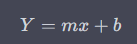 Y = mx + b